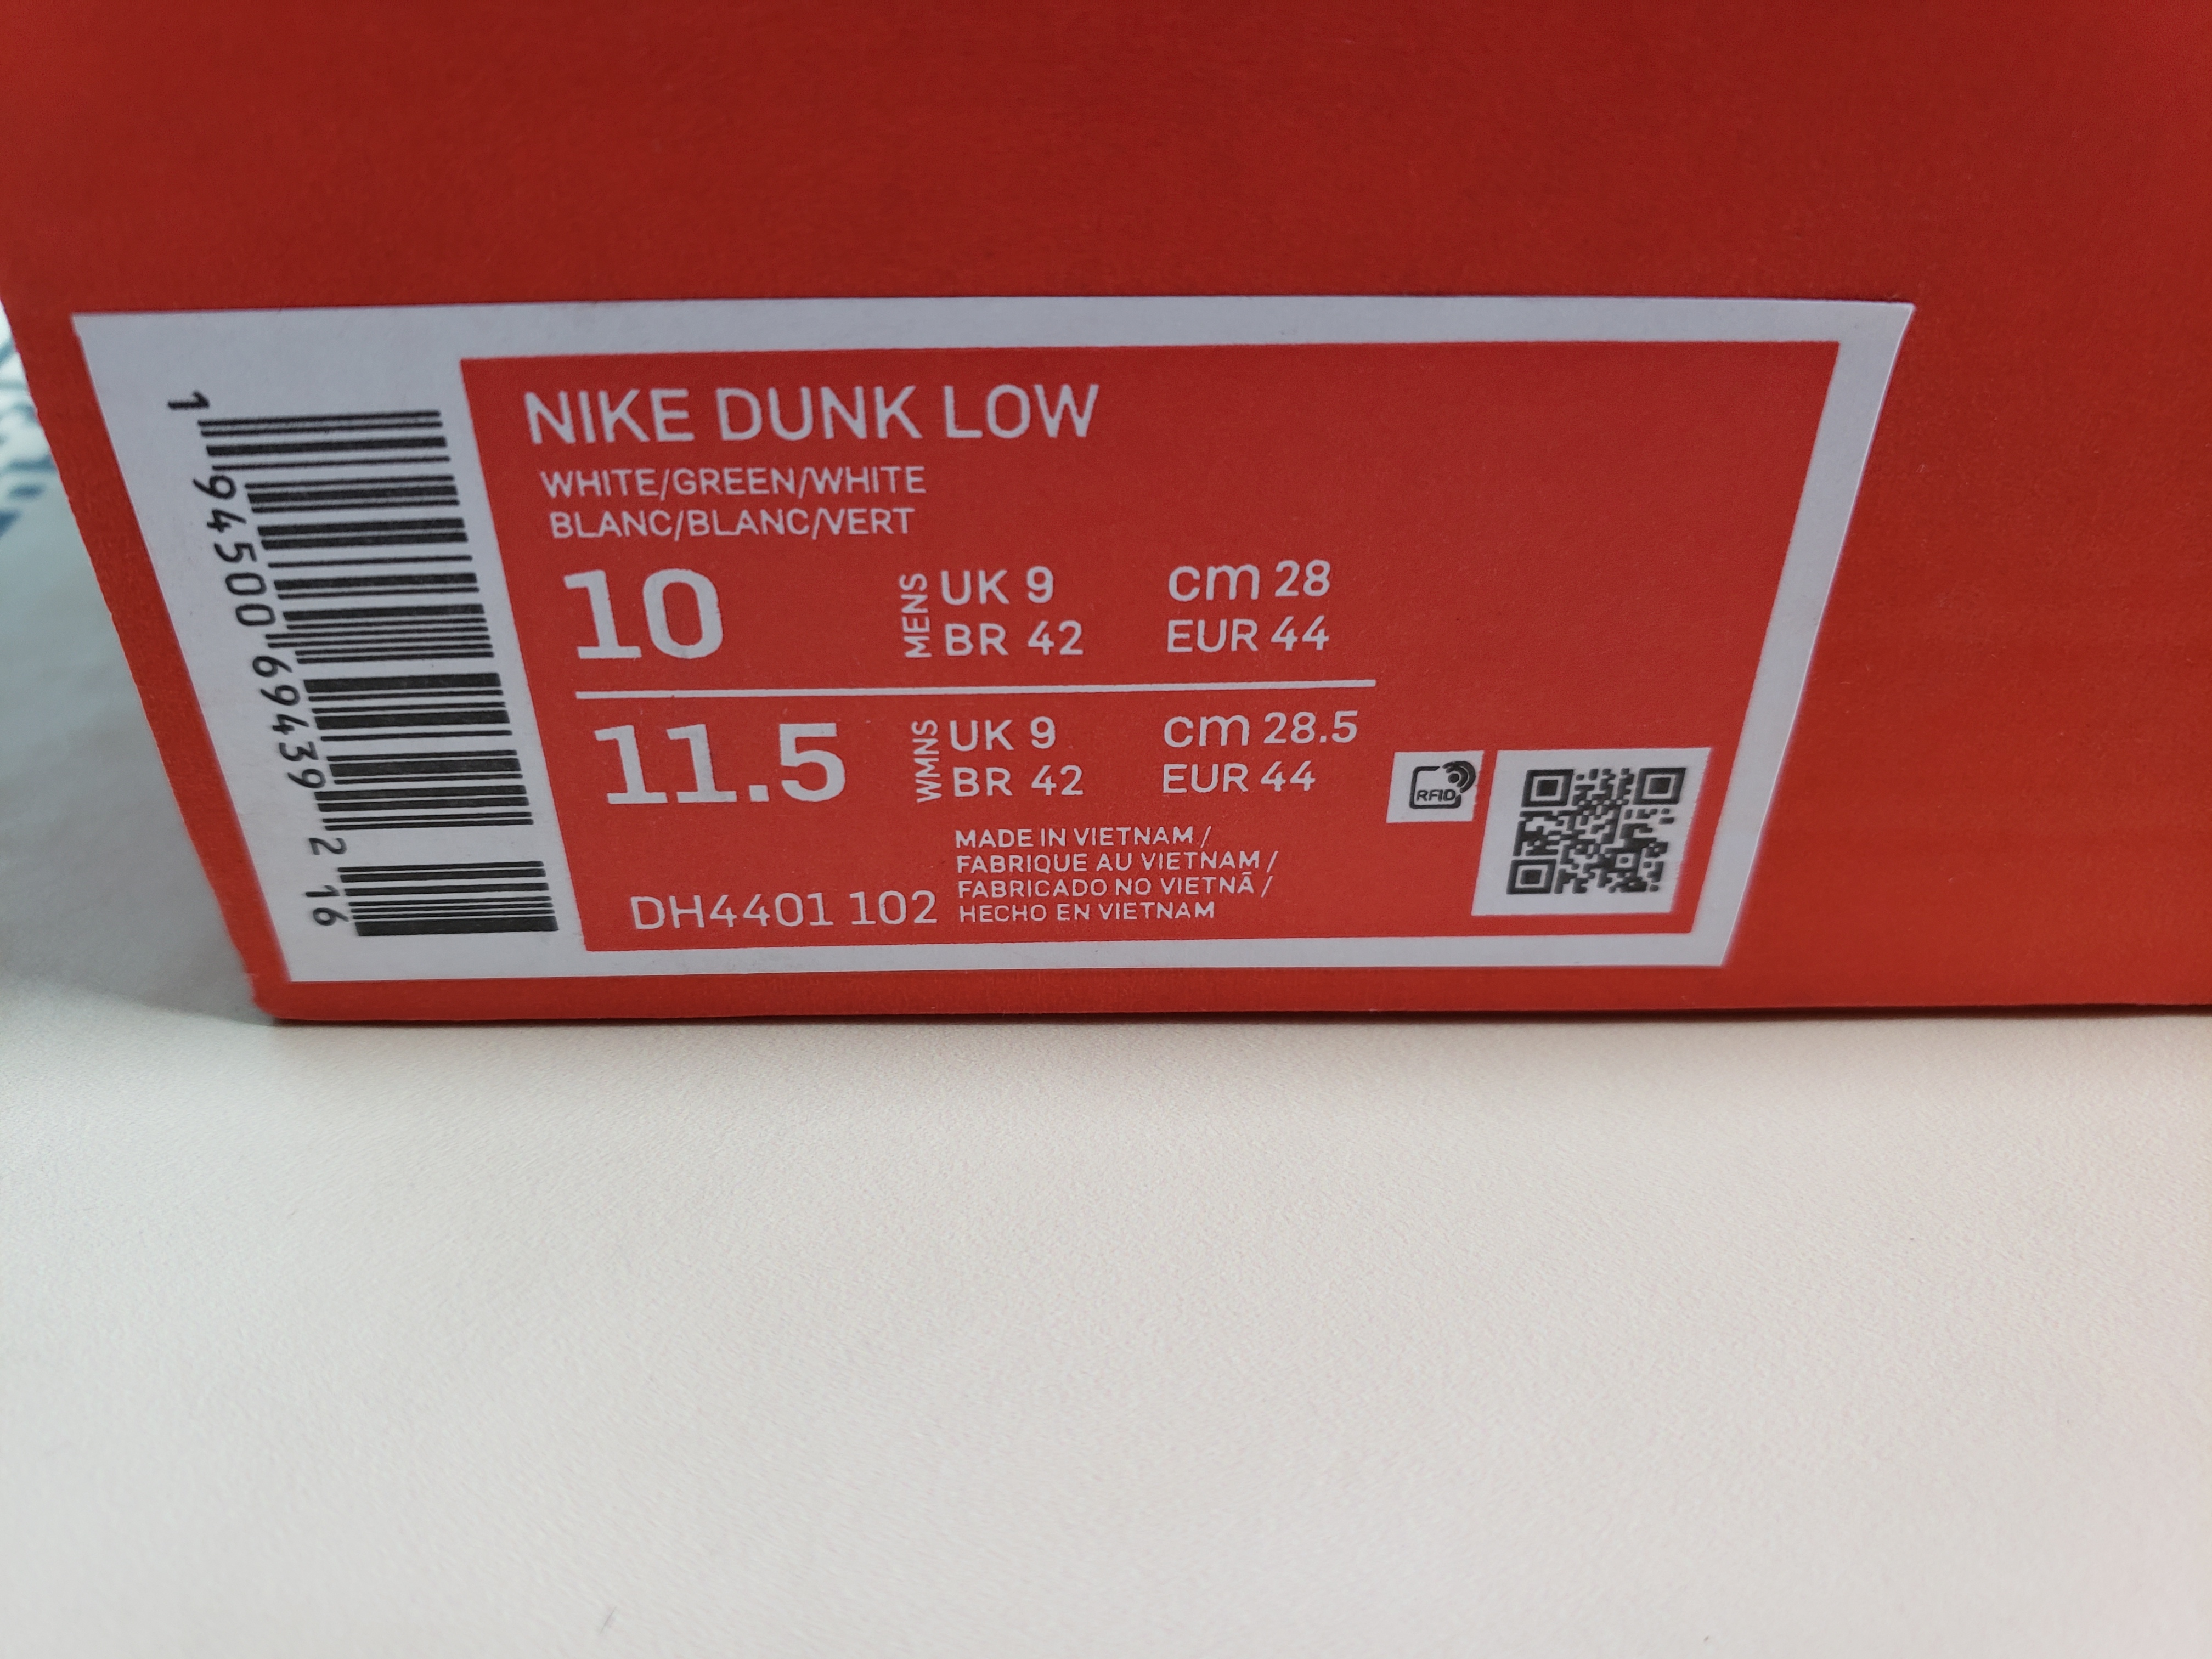 NIKE DUNK LOW
WHITE/GREEN/WHITE
BLANC/BLANC/VERT
10 MENS UK 9 cm 28
BR 42 EUR 44
11.5 WMNS UK 9 cm 28.5
BR 42 EUR 44
MADE IN VIETNAM /
FABRIQUE AU VIETNAM /
FABRICADO NO VIETNÃ /
DH4401 102 HECHO EN VIETNAM
RFID
1 94500 69439 2 16